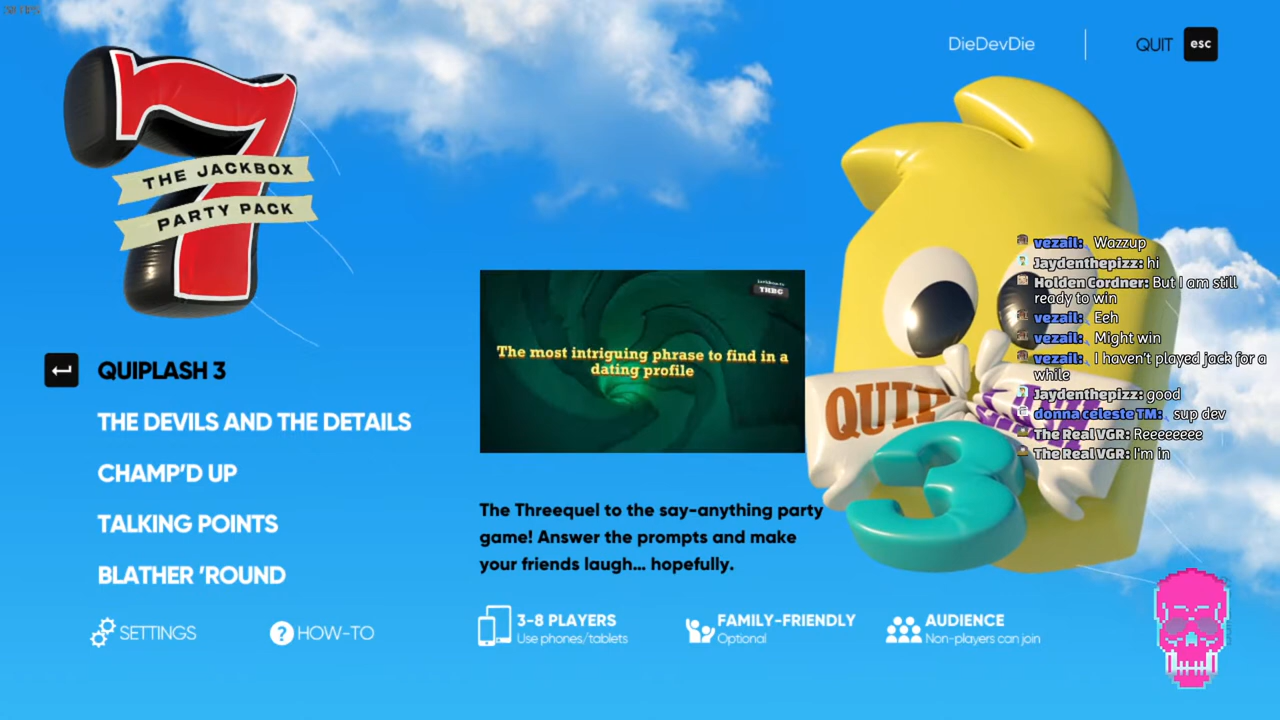 DieDevDie
QUIT esc
7
THE JACKBOX
PARTY PACK
QUIPLASH 3
THE DEVILS AND THE DETAILS
CHAMP'D UP
TALKING POINTS
BLATHER 'ROUND
SETTINGS
HOW-TO
THBG
The most intriguing phrase to find in a
dating profile
The Threequel to the say-anything party
game! Answer the prompts and make
your friends laugh... hopefully.
3-8 PLAYERS
Use phones/tablets
FAMILY-FRIENDLY
Optional
AUDIENCE
Non-players can join
QUIP
3
vezail: Wazzup
Jaydenthepizz: hi
Holden Cordner: But I am still
ready to win
vezail: Eeh
vezail: Might win
vezail: I haven't played jack for a
while
Jaydenthepizz: good
donna celeste TM: sup dev
The Real VGR: Reeeeeeee
The Real VGR: I'm in